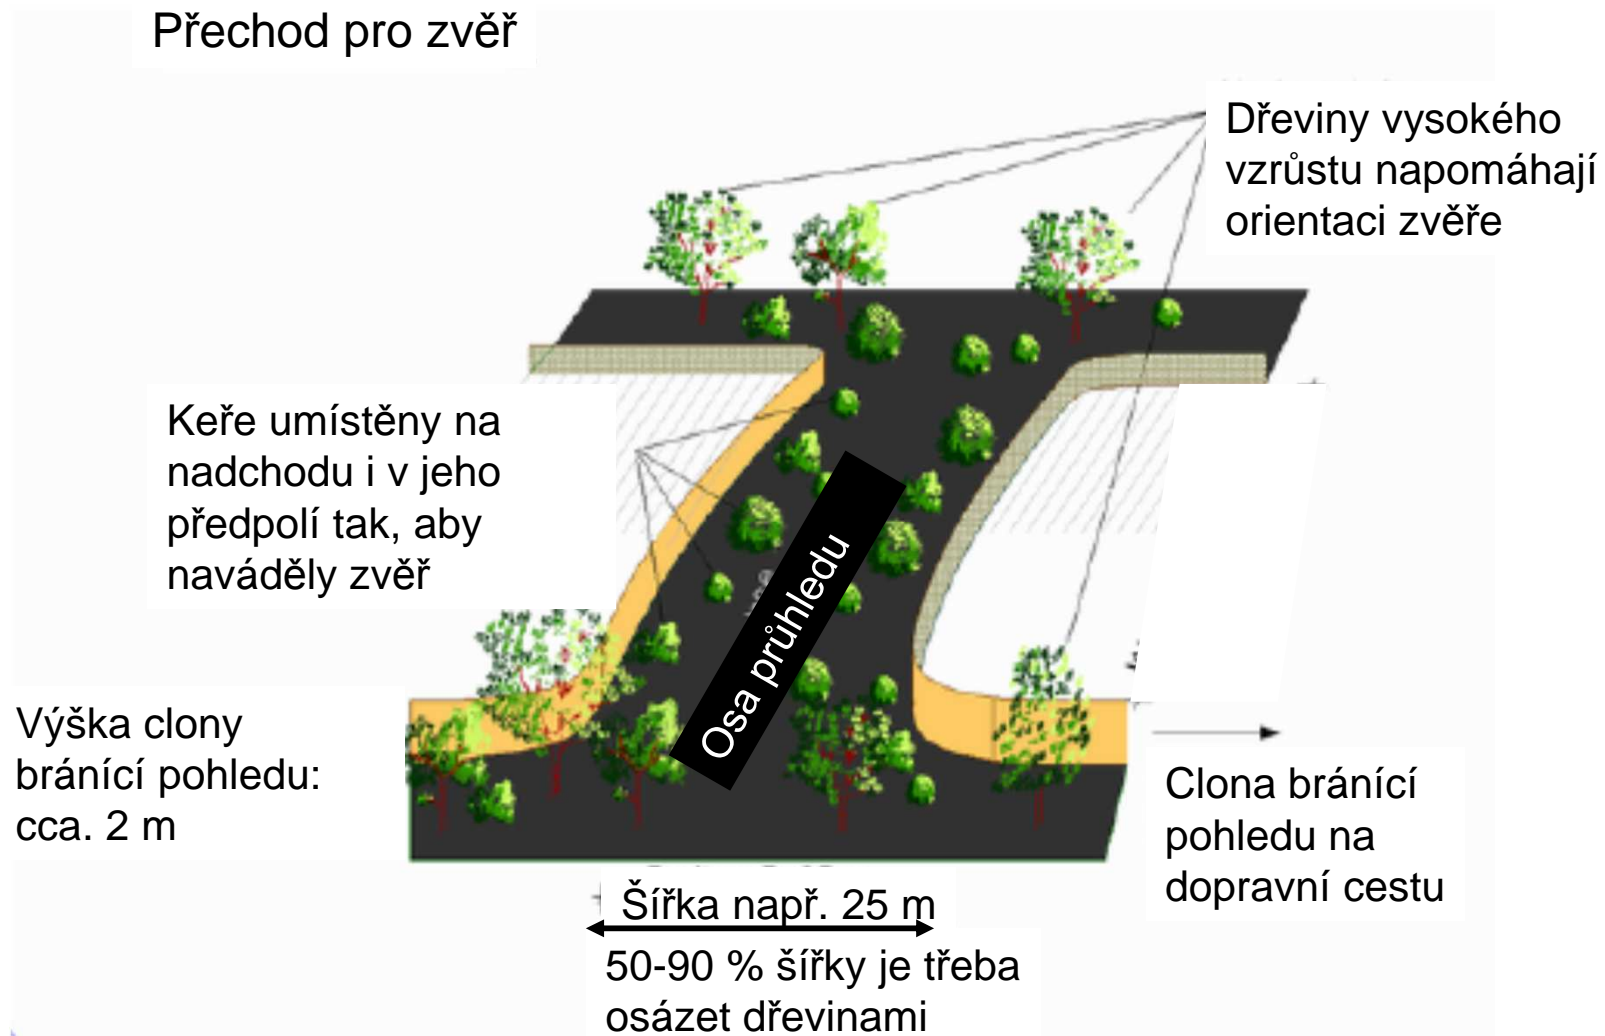 Přechod pro zvěř
Dřeviny vysokého
vzrůstu napomáhají
orientaci zvěře
Keře umístěny na
nadchodu i v jeho
předpolí tak, aby
naváděly zvěř
Osa průhledu
Výška clony
bránící pohledu:
cca. 2 m
Clona bránící
pohledu na
dopravní cestu
Šířka např. 25 m
50-90 % šířky je třeba
osázet dřevinami